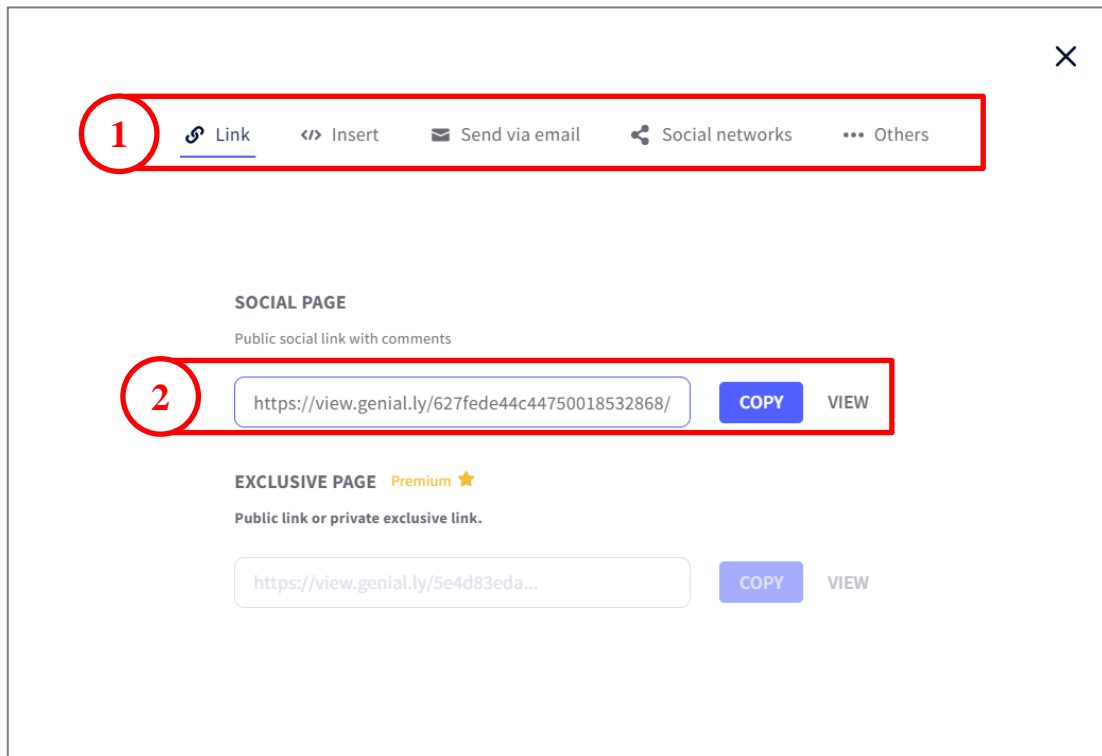 1 Link Insert Send via email Social networks Others
SOCIAL PAGE
Public social link with comments
2 https://view.genial.ly/627fede44c44750018532868/ COPY VIEW
EXCLUSIVE PAGE Premium
Public link or private exclusive link.
https://view.genial.ly/5e4d83eda... COPY VIEW